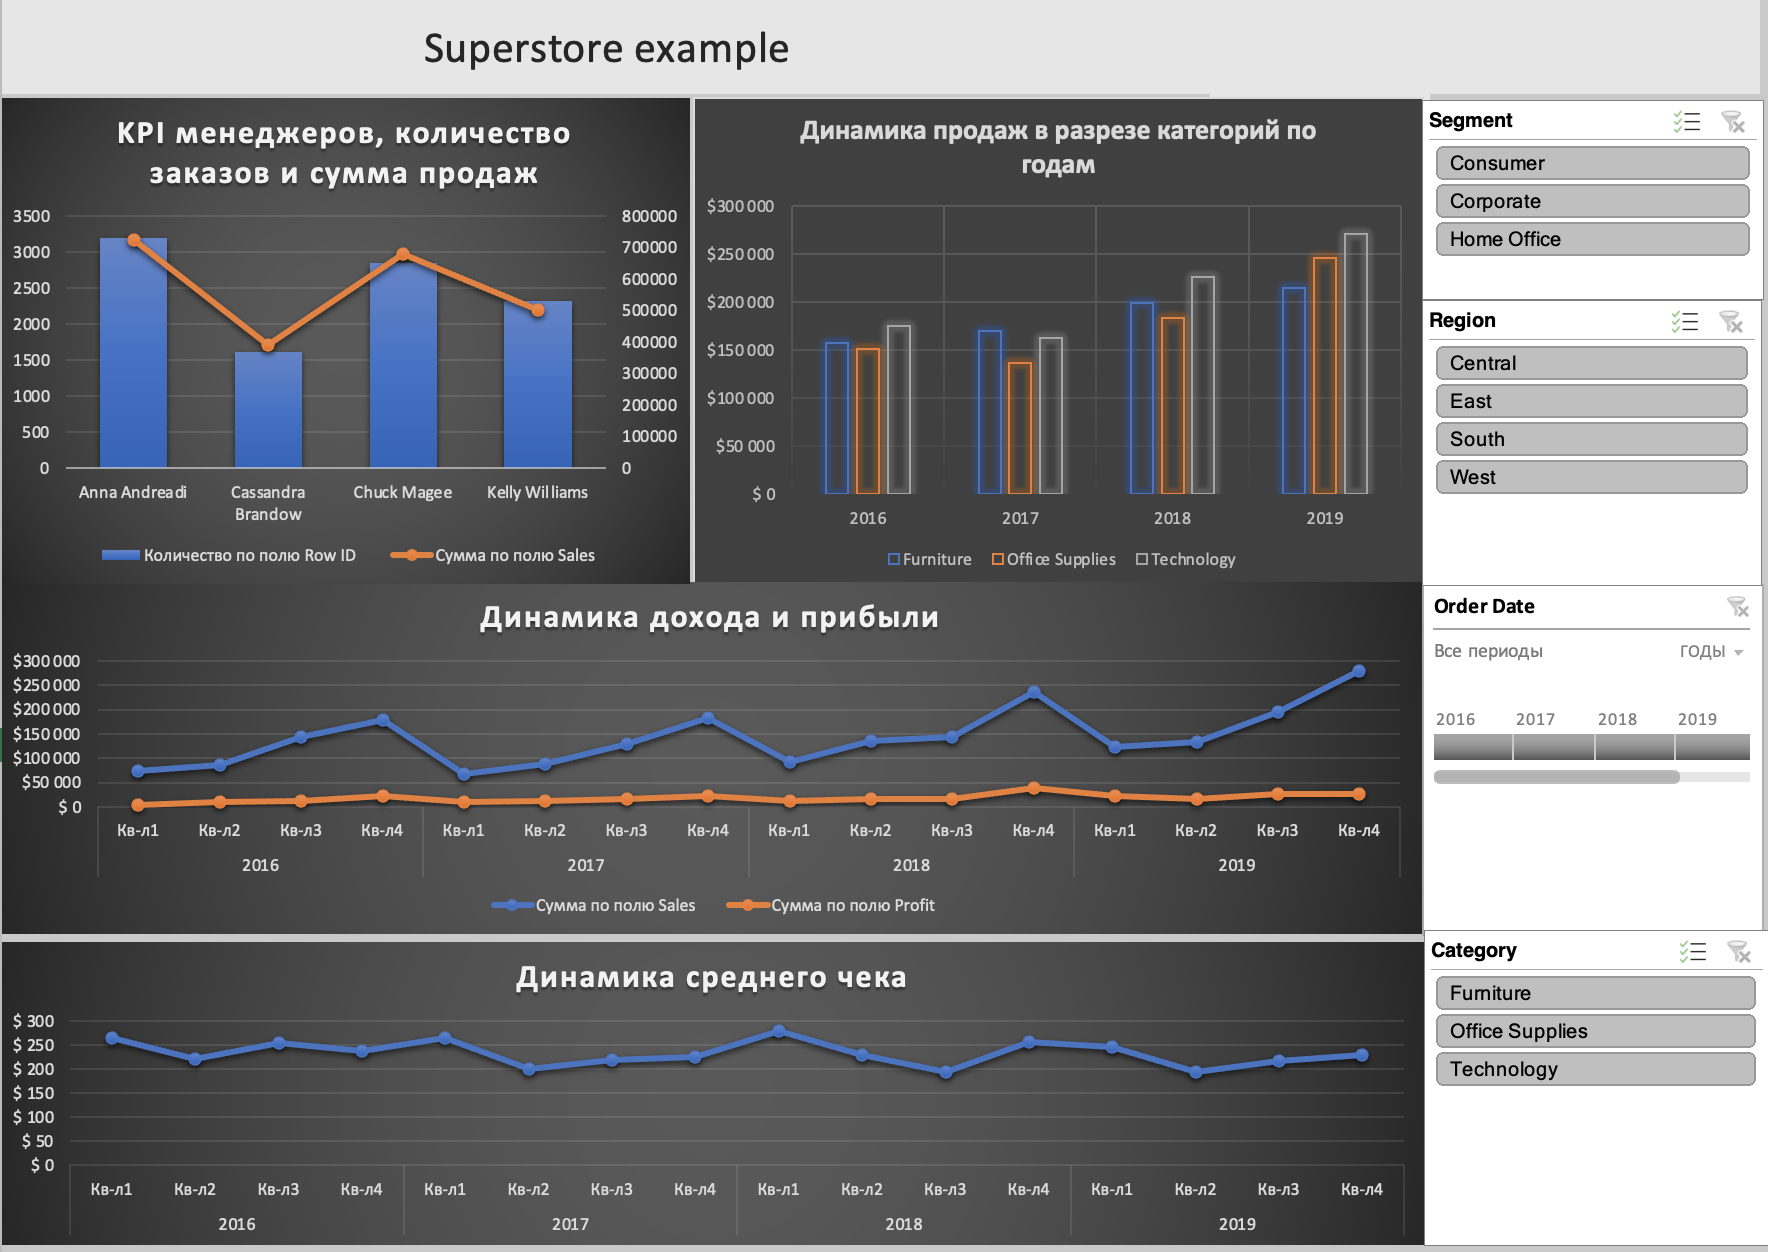 Superstore example
KPI менеджеров, количество
заказов и сумма продаж
3500
3000
2500
2000
1500
1000
500
0
800000
700000
600000
500000
400000
300000
200000
100000
0
Anna Andreadi
Cassandra
Brandow
Chuck Magee
Kelly Williams
Количество по полю Row ID
Сумма по полю Sales
Динамика продаж в разрезе категорий по
годам
$300 000
$250 000
$200 000
$150 000
$100 000
$50 000
$ 0
2016 2017 2018 2019
Furniture Office Supplies Technology
Динамика дохода и прибыли
$300 000
$250 000
$200 000
$150 000
$100 000
$50 000
$ 0
Кв-л1 Кв-л2 Кв-л3 Кв-л4 Кв-л1 Кв-л2 Кв-л3 Кв-л4 Кв-л1 Кв-л2 Кв-л3 Кв-л4 Кв-л1 Кв-л2 Кв-л3 Кв-л4
2016 2017 2018 2019
Сумма по полю Sales Сумма по полю Profit
Динамика среднего чека
$ 300
$ 250
$ 200
$ 150
$ 100
$ 50
$ 0
Кв-л1 Кв-л2 Кв-л3 Кв-л4 Кв-л1 Кв-л2 Кв-л3 Кв-л4 Кв-л1 Кв-л2 Кв-л3 Кв-л4 Кв-л1 Кв-л2 Кв-л3 Кв-л4
2016 2017 2018 2019
Segment
Consumer
Corporate
Home Office
Region
Central
East
South
West
Order Date
Все периоды ГОДЫ
2016 2017 2018 2019
Category
Furniture
Office Supplies
Technology